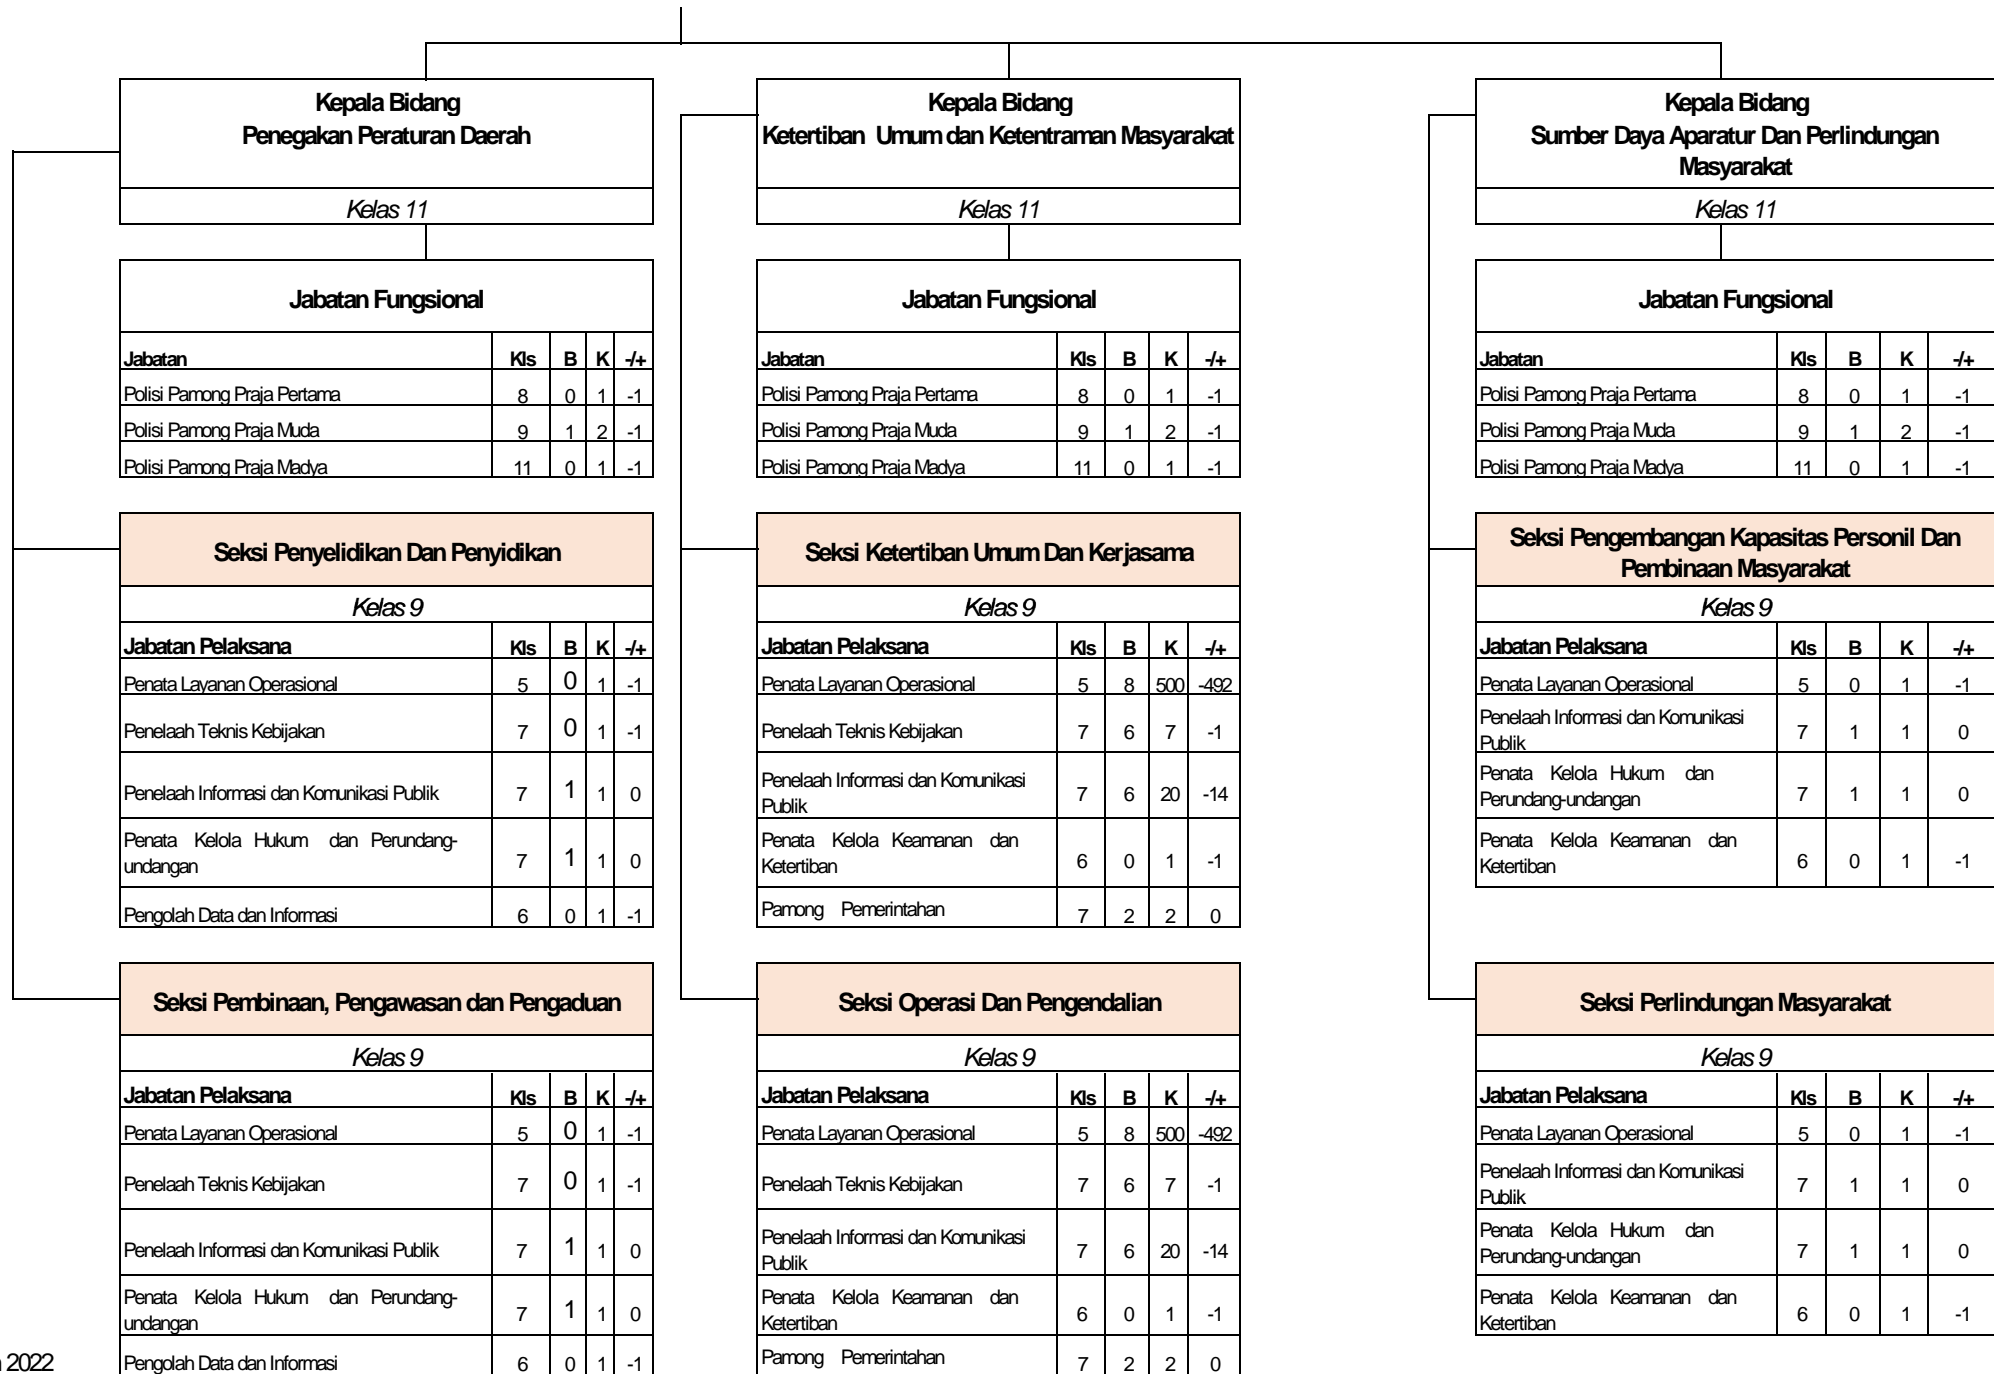 Kepala Bidang
Penegakan Peraturan Daerah
Kelas 11
Jabatan Fungsional
Jabatan Kls B K -/+
Polisi Pamong Praja Pertama 8 0 1 -1
Polisi Pamong Praja Muda 9 1 2 -1
Polisi Pamong Praja Madya 11 0 1 -1
Seksi Penyelidikan Dan Penyidikan
Kelas 9
Jabatan Pelaksana Kls B K -/+
Penata Layanan Operasional 5 0 1 -1
Penelaah Teknis Kebijakan 7 0 1 -1
Penelaah Informasi dan Komunikasi Publik 7 1 1 0
Penata Kelola Hukum dan Perundang-
undangan 7 1 1 0
Pengolah Data dan Informasi 6 0 1 -1
Seksi Pembinaan, Pengawasan dan Pengaduan
Kelas 9
Jabatan Pelaksana Kls B K -/+
Penata Layanan Operasional 5 0 1 -1
Penelaah Teknis Kebijakan 7 0 1 -1
Penelaah Informasi dan Komunikasi Publik 7 1 1 0
Penata Kelola Hukum dan Perundang-
undangan 7 1 1 0
Pengolah Data dan Informasi 6 0 1 -1
Kepala Bidang
Ketertiban Umum dan Ketentraman Masyarakat
Kelas 11
Jabatan Fungsional
Jabatan Kls B K -/+
Polisi Pamong Praja Pertama 8 0 1 -1
Polisi Pamong Praja Muda 9 1 2 -1
Polisi Pamong Praja Madya 11 0 1 -1
Seksi Ketertiban Umum Dan Kerjasama
Kelas 9
Jabatan Pelaksana Kls B K -/+
Penata Layanan Operasional 5 8 500 -492
Penelaah Teknis Kebijakan 7 6 7 -1
Penelaah Informasi dan Komunikasi
Publik 7 6 20 -14
Penata Kelola Keamanan dan
Ketertiban 6 0 1 -1
Pamong Pemerintahan 7 2 2 0
Seksi Operasi Dan Pengendalian
Kelas 9
Jabatan Pelaksana Kls B K -/+
Penata Layanan Operasional 5 8 500 -492
Penelaah Teknis Kebijakan 7 6 7 -1
Penelaah Informasi dan Komunikasi
Publik 7 6 20 -14
Penata Kelola Keamanan dan
Ketertiban 6 0 1 -1
Pamong Pemerintahan 7 2 2 0
Kepala Bidang
Sumber Daya Aparatur Dan Perlindungan
Masyarakat
Kelas 11
Jabatan Fungsional
Jabatan Kls B K -/+
Polisi Pamong Praja Pertama 8 0 1 -1
Polisi Pamong Praja Muda 9 1 2 -1
Polisi Pamong Praja Madya 11 0 1 -1
Seksi Pengembangan Kapasitas Personil Dan
Pembinaan Masyarakat
Kelas 9
Jabatan Pelaksana Kls B K -/+
Penata Layanan Operasional 5 0 1 -1
Penelaah Informasi dan Komunikasi
Publik 7 1 1 0
Penata Kelola Hukum dan
Perundang-undangan 7 1 1 0
Penata Kelola Keamanan dan
Ketertiban 6 0 1 -1
Seksi Perlindungan Masyarakat
Kelas 9
Jabatan Pelaksana Kls B K -/+
Penata Layanan Operasional 5 0 1 -1
Penelaah Informasi dan Komunikasi
Publik 7 1 1 0
Penata Kelola Hukum dan
Perundang-undangan 7 1 1 0
Penata Kelola Keamanan dan
Ketertiban 6 0 1 -1
2022